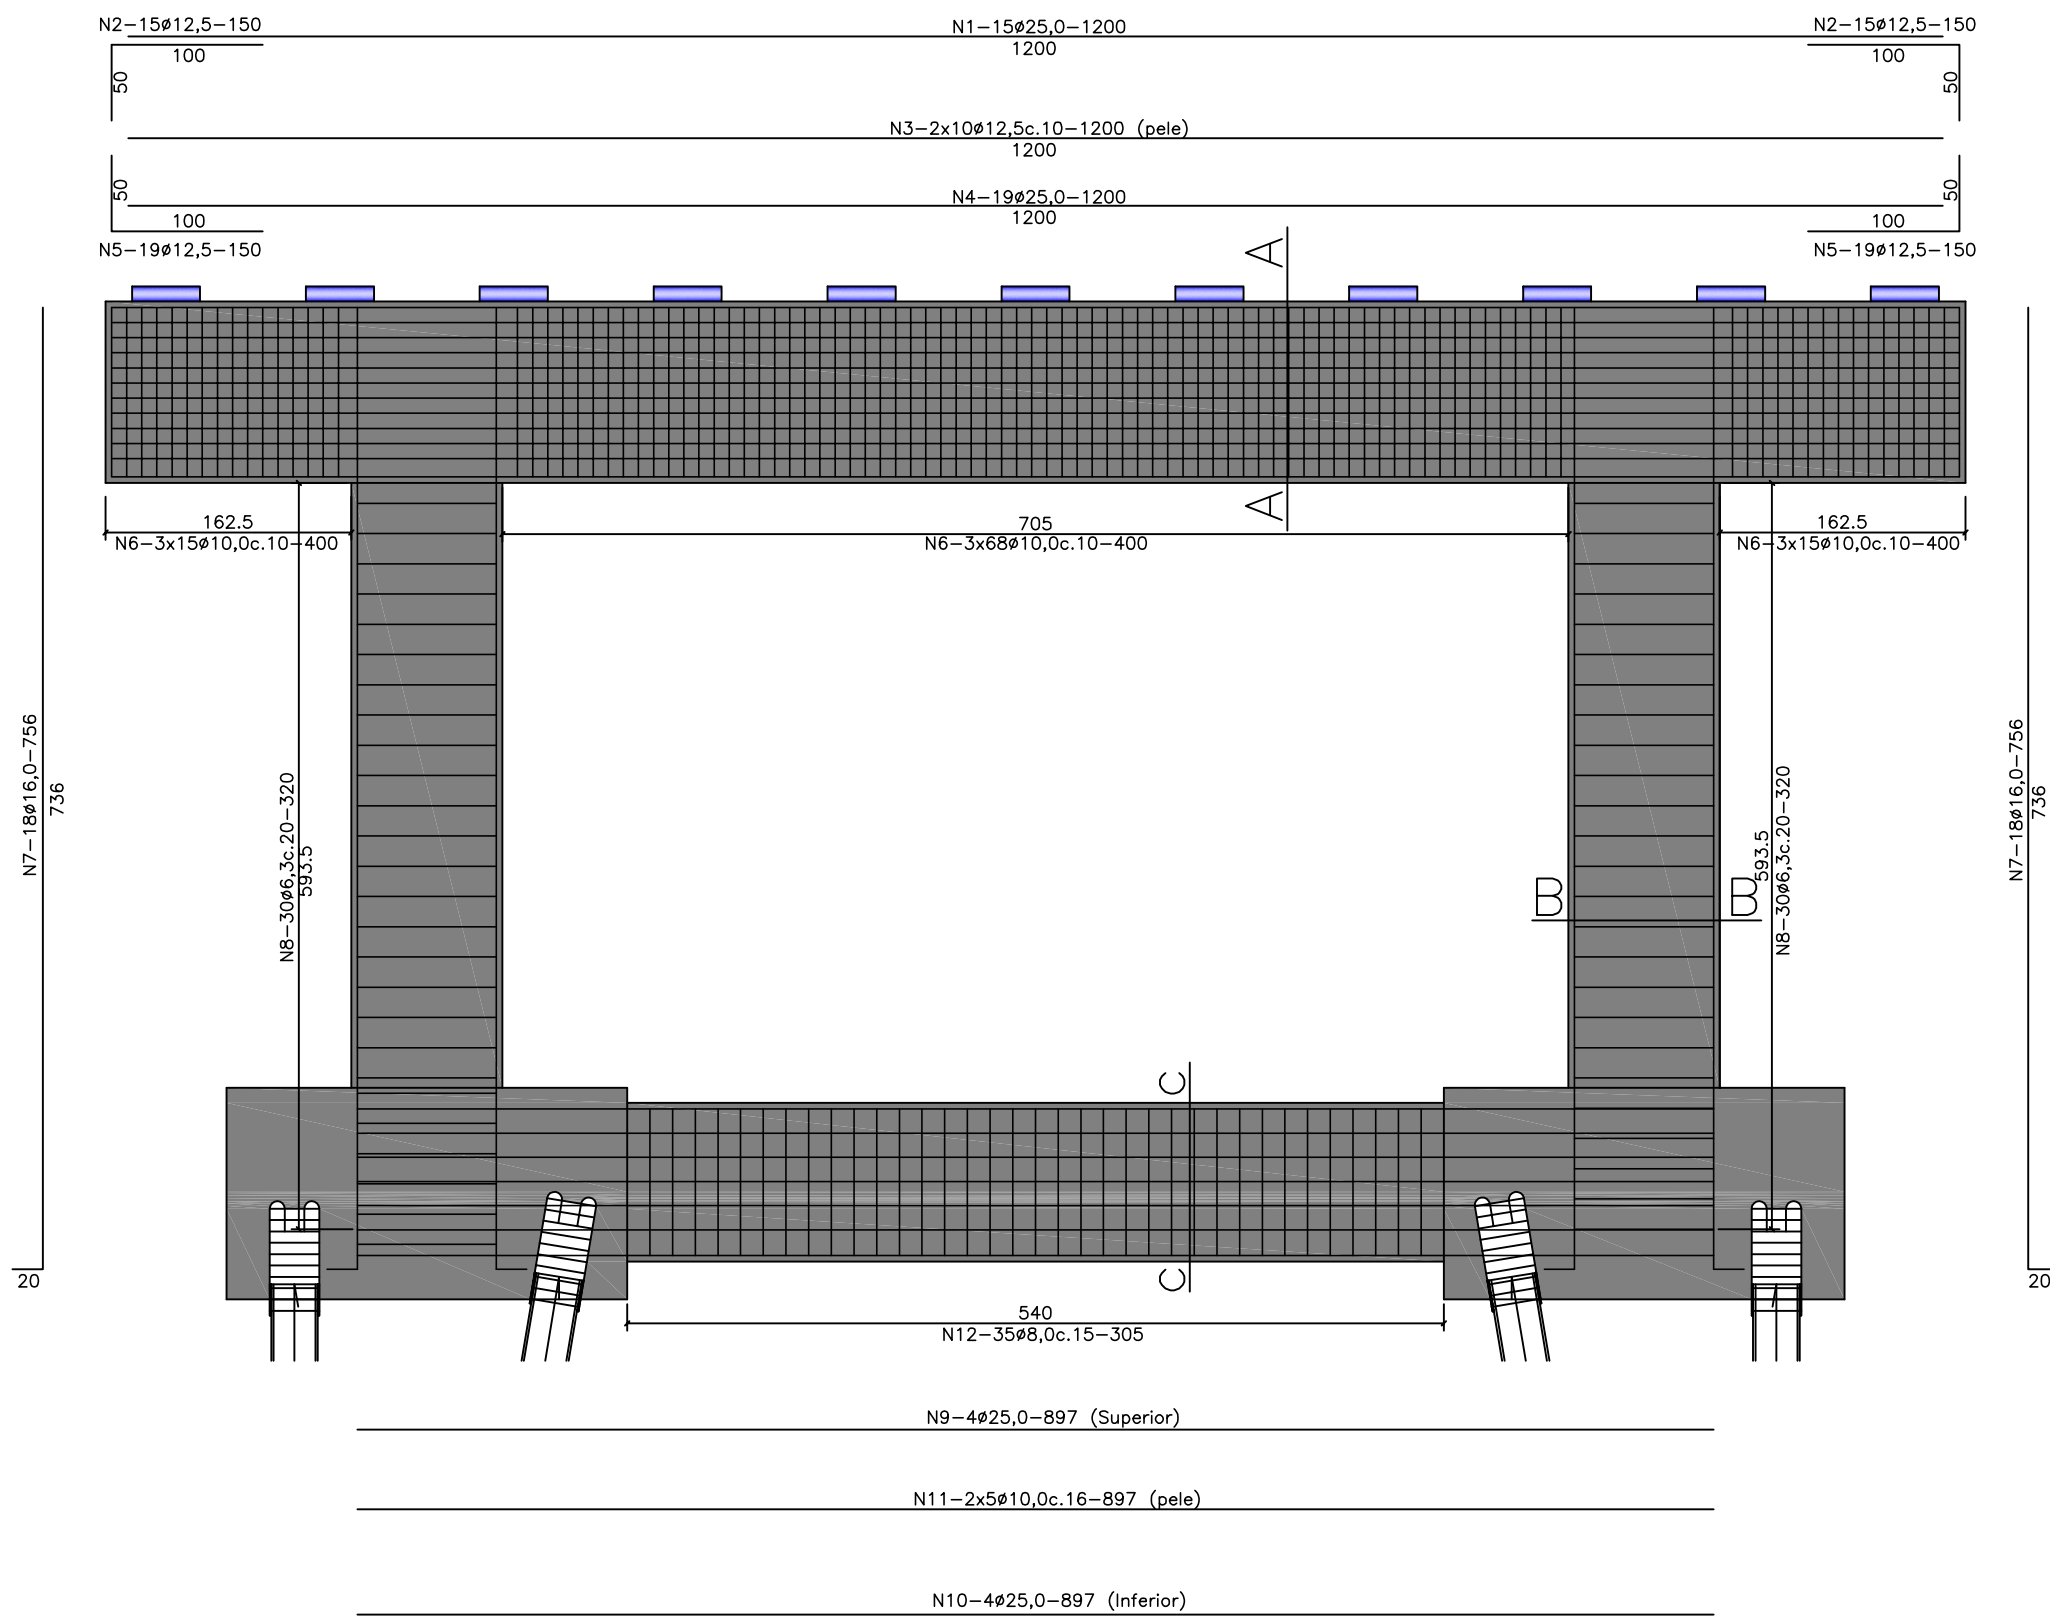 N2-15ø12,5-150
N1-15ø25,0-1200
N2-15ø12,5-150
100
1200
100
50
50
N3-2x10ø12,5c.10-1200 (pele)
1200
50
N4-19ø25,0-1200
50
100
1200
100
N5-19ø12,5-150
N5-19ø12,5-150
A
A
162.5
705
162.5
N6-3x15ø10,0c.10-400
N6-3x68ø10,0c.10-400
N6-3x15ø10,0c.10-400
N7-18ø16,0-756
736
N8-30ø6,3c.20-320
593.5
593.5
N8-30ø6,3c.20-320
N7-18ø16,0-756
736
B
B
C
C
20
20
540
N12-35ø8,0c.15-305
N9-4ø25,0-897 (Superior)
N11-2x5ø10,0c.16-897 (pele)
N10-4ø25,0-897 (Inferior)